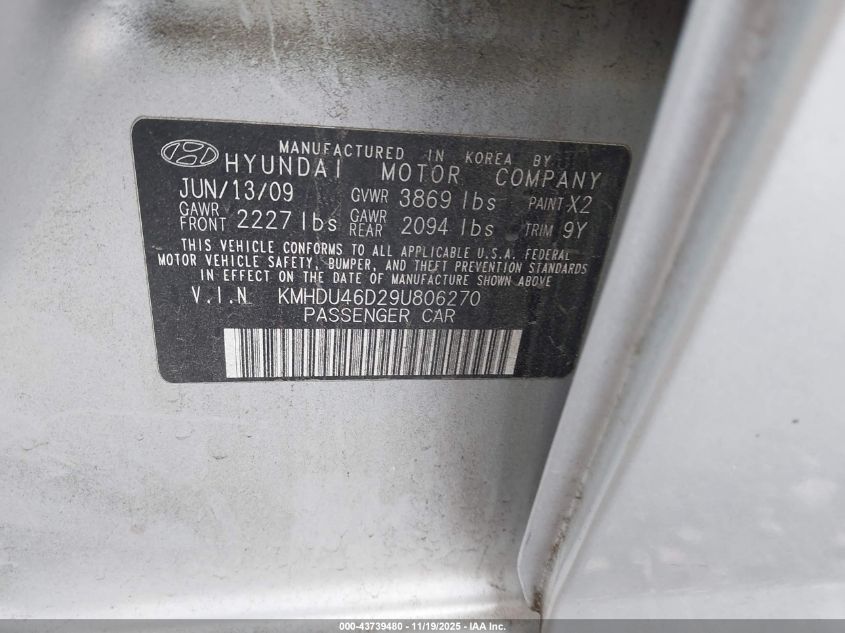 MANUFACTURED IN KOREA BY
HYUNDAI MOTOR COMPANY
JUN/13/09 GVWR 3869 lbs PAINT X2
GAWR FRONT 2227 lbs GAWR REAR 2094 lbs TRIM 9Y
THIS VEHICLE CONFORMS TO ALL APPLICABLE U.S.A. FEDERAL
MOTOR VEHICLE SAFETY, BUMPER, AND THEFT PREVENTION STANDARDS
IN EFFECT ON THE DATE OF MANUFACTURE SHOWN ABOVE
V.I.N KMHDU46D29U806270
PASSENGER CAR
000-43739480 - 11/19/2025 - IAA Inc.